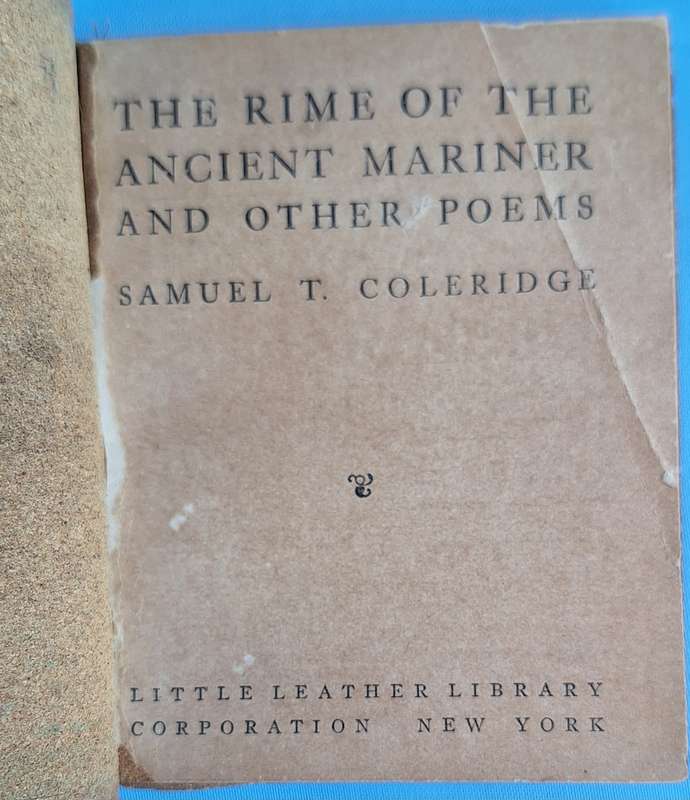 THE RIME OF THE
ANCIENT MARINER
AND OTHER POEMS
SAMUEL T. COLERIDGE
LITTLE LEATHER LIBRARY
CORPORATION NEW YORK